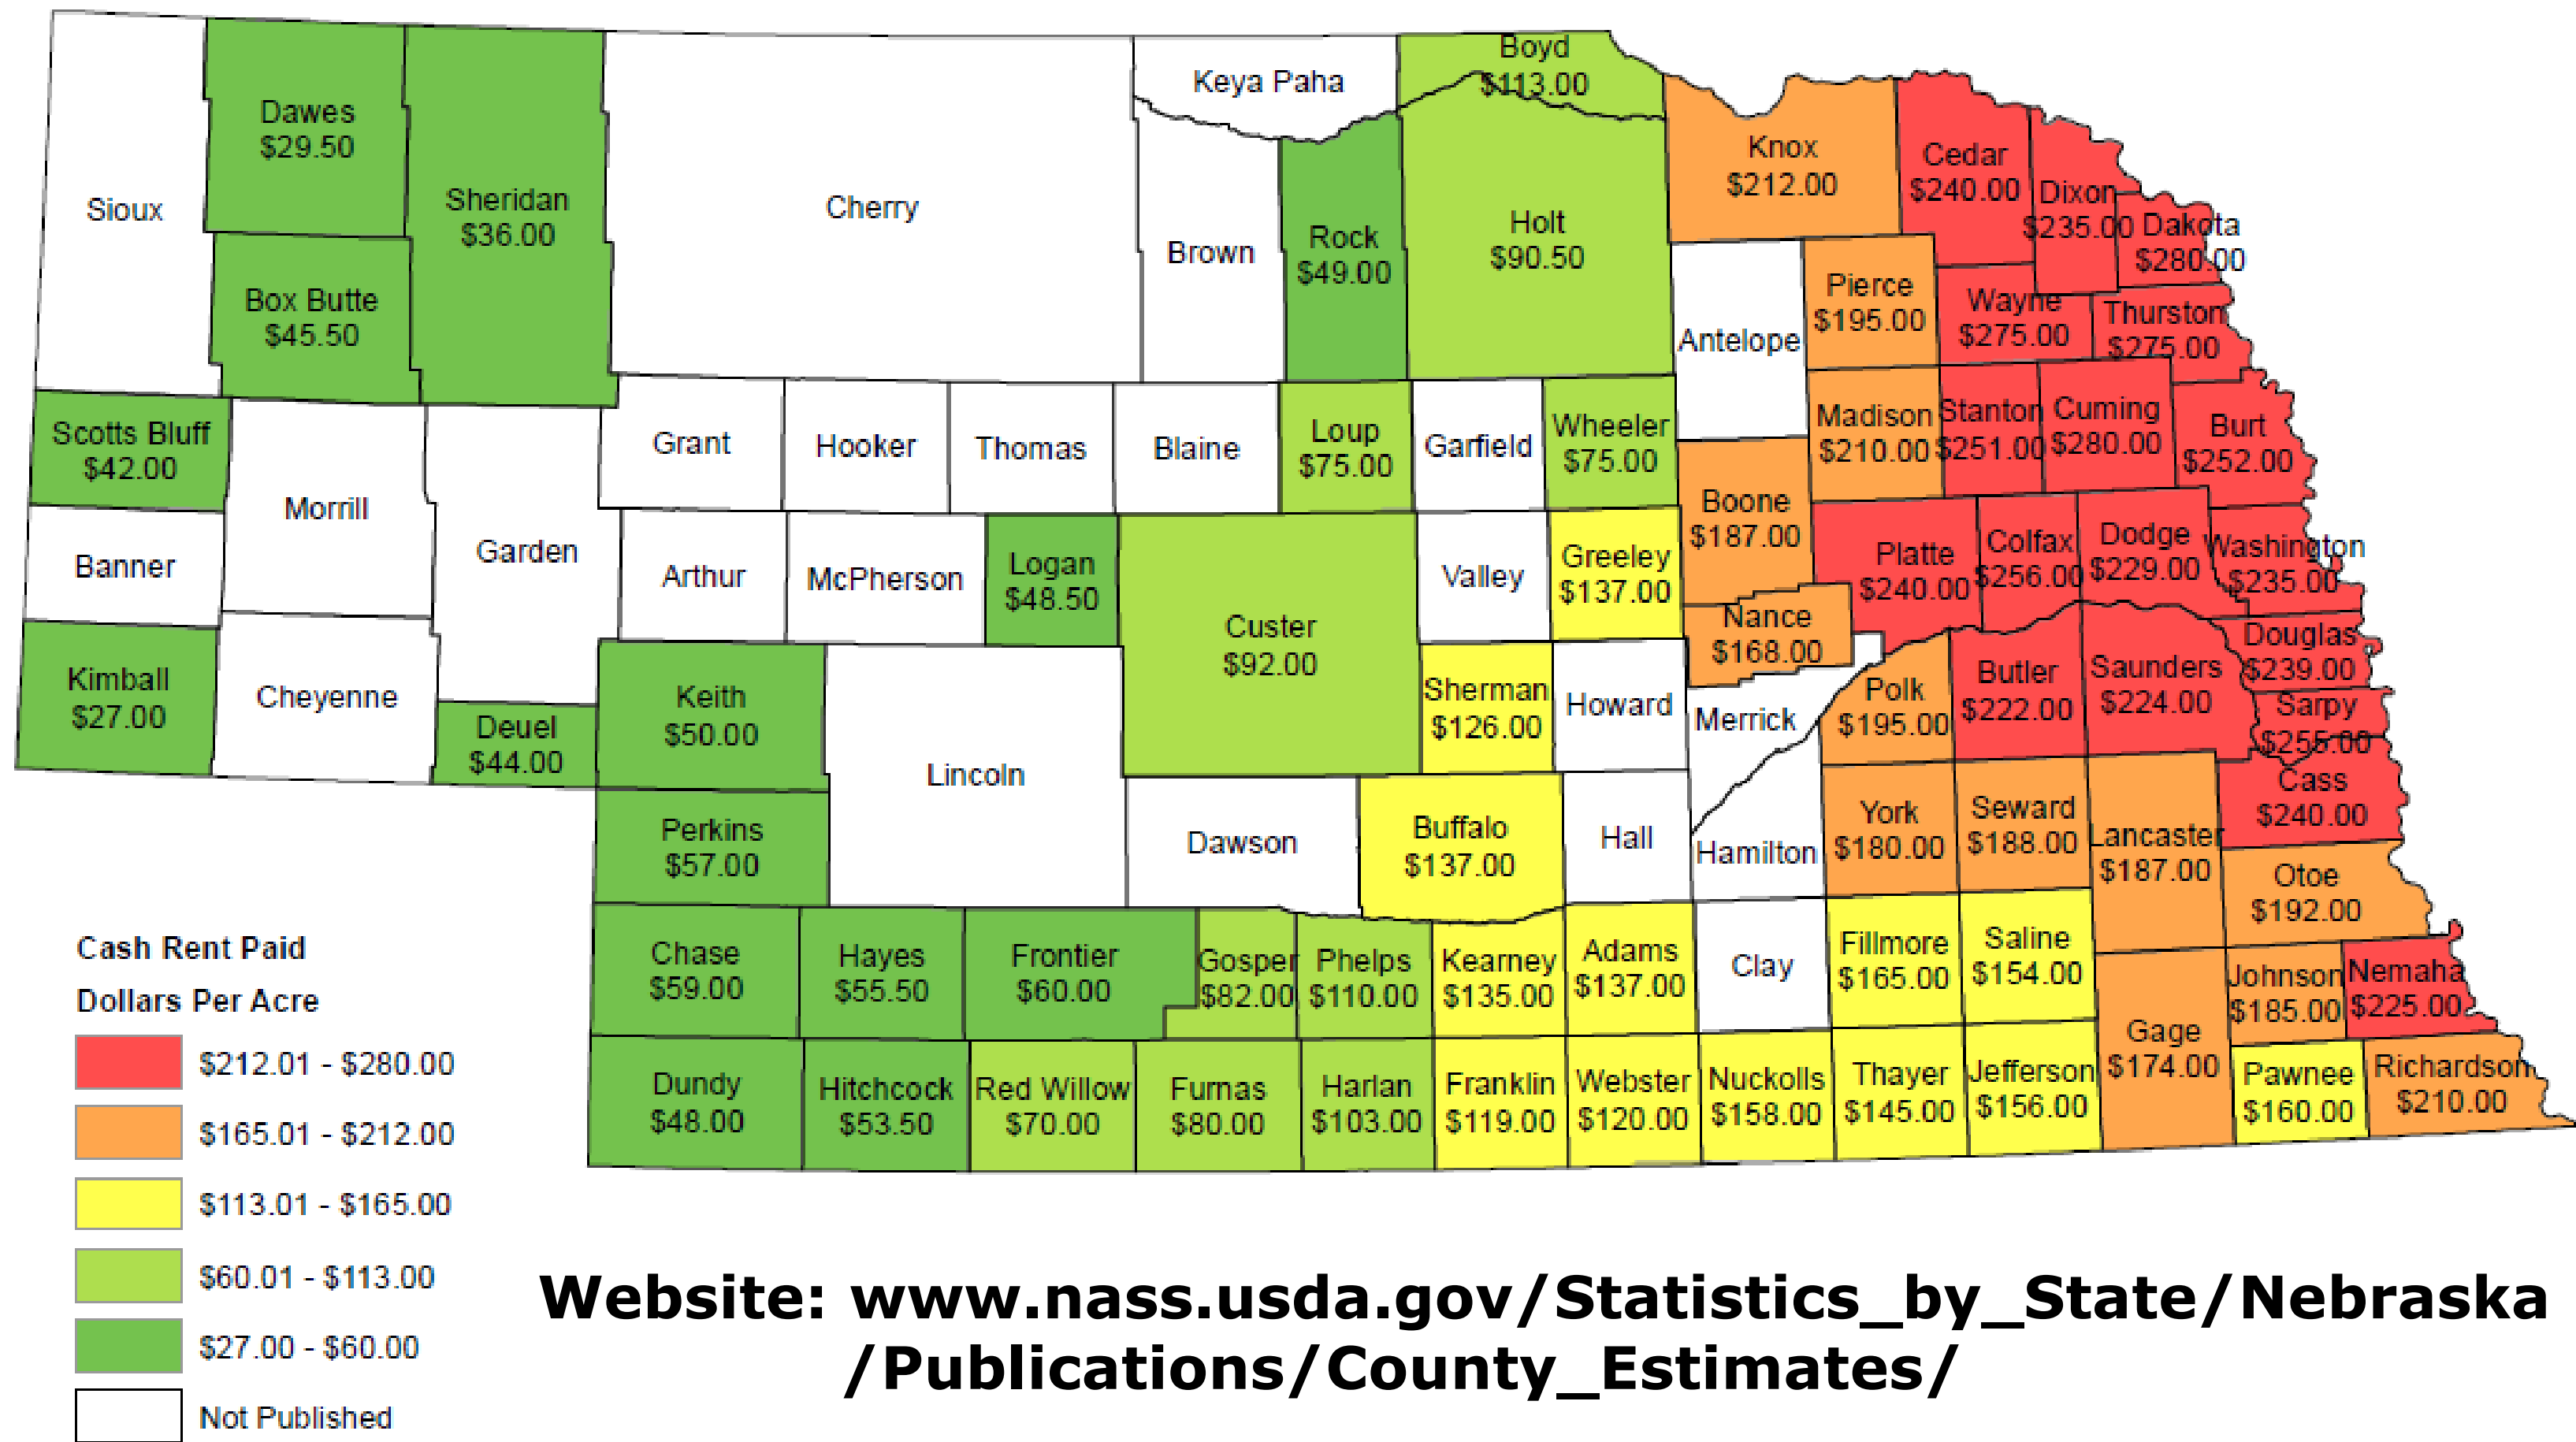 Boyd
$113.00
Keya Paha
Dawes
$29.50
Knox
$212.00
Cedar
$240.00
Dixon
$235.00
Dakota
$280.00
Sioux
Sheridan
$36.00
Cherry
Brown
Rock
$49.00
Holt
$90.50
Box Butte
$45.50
Antelope
Pierce
$195.00
Wayne
$275.00
Thurston
$275.00
Scotts Bluff
$42.00
Grant
Hooker
Thomas
Blaine
Loup
$75.00
Garfield
Wheeler
$75.00
Madison
$210.00
Stanton
$251.00
Cuming
$280.00
Burt
$252.00
Morrill
Boone
$187.00
Banner
Garden
Arthur
McPherson
Logan
$48.50
Custer
$92.00
Valley
Greeley
$137.00
Platte
$240.00
Colfax
$256.00
Dodge
$229.00
Washington
$235.00
Nance
$168.00
Douglas
$239.00
Kimball
$27.00
Cheyenne
Deuel
$44.00
Keith
$50.00
Lincoln
Sherman
$126.00
Howard
Merrick
Polk
$195.00
Butler
$222.00
Saunders
$224.00
Sarpy
$255.00
Cass
$240.00
Perkins
$57.00
Dawson
Buffalo
$137.00
Hall
Hamilton
York
$180.00
Seward
$188.00
Lancaster
$187.00
Otoe
$192.00
Chase
$59.00
Hayes
$55.50
Frontier
$60.00
Gosper
$82.00
Phelps
$110.00
Kearney
$135.00
Adams
$137.00
Clay
Fillmore
$165.00
Saline
$154.00
Johnson
$185.00
Nemaha
$225.00
Gage
$174.00
Dundy
$48.00
Hitchcock
$53.50
Red Willow
$70.00
Furnas
$80.00
Harlan
$103.00
Franklin
$119.00
Webster
$120.00
Nuckolls
$158.00
Thayer
$145.00
Jefferson
$156.00
Pawnee
$160.00
Richardson
$210.00
Cash Rent Paid
Dollars Per Acre
$212.01 - $280.00
$165.01 - $212.00
$113.01 - $165.00
$60.01 - $113.00
$27.00 - $60.00
Not Published
Website: www.nass.usda.gov/Statistics_by_State/Nebraska
/Publications/County_Estimates/